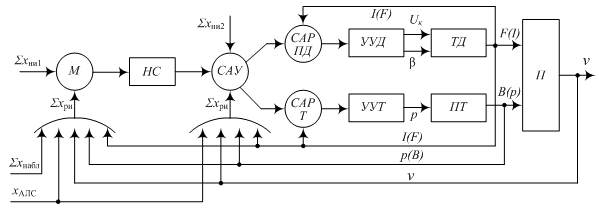 I(F)
Σxни2
САР ПД
УУД
Uк
β
ТД
F(I)
Σxни1
М
НС
САУ
П
v
Σxри
Σxри
САР Т
УУТ
p
ПТ
B(p)
I(F)
Σxнабл
p(B)
xАЛС
v